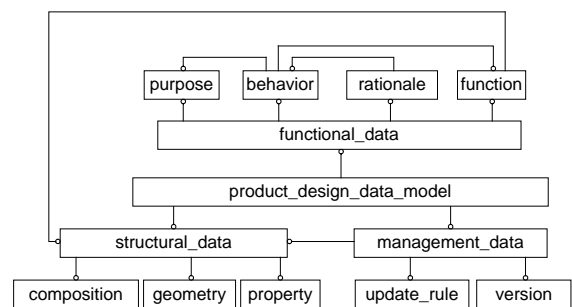 purpose behavior rationale function
functional_data
product_design_data_model
structural_data management_data
composition geometry property update_rule version